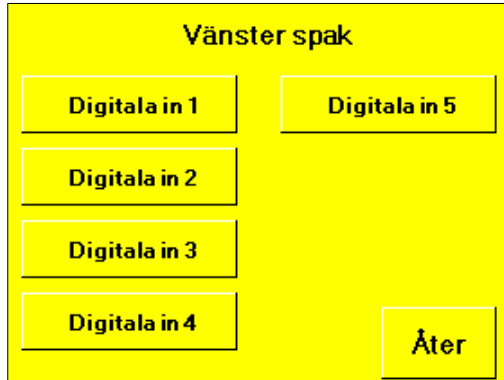 Vänster spak
Digitala in 1
Digitala in 5
Digitala in 2
Digitala in 3
Digitala in 4
Åter